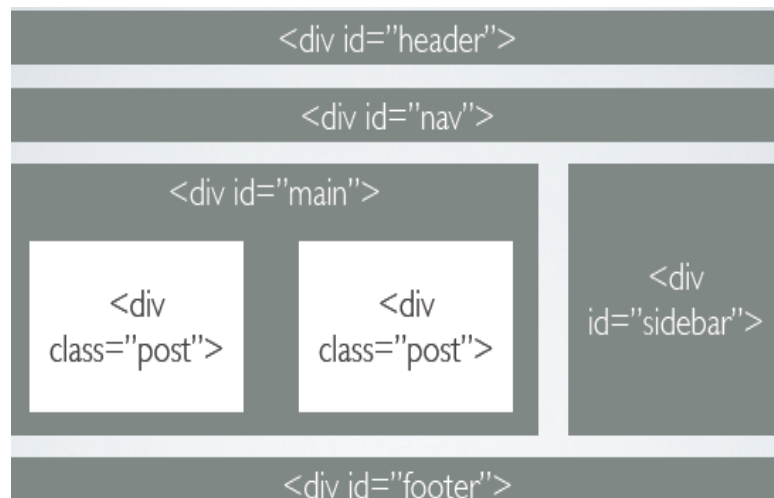 <div id=”header”>
<div id=”nav”>
<div id=”main”>
<div
class=”post”>
<div
class=”post”>
<div
id=”sidebar”>
<div id=”footer”>